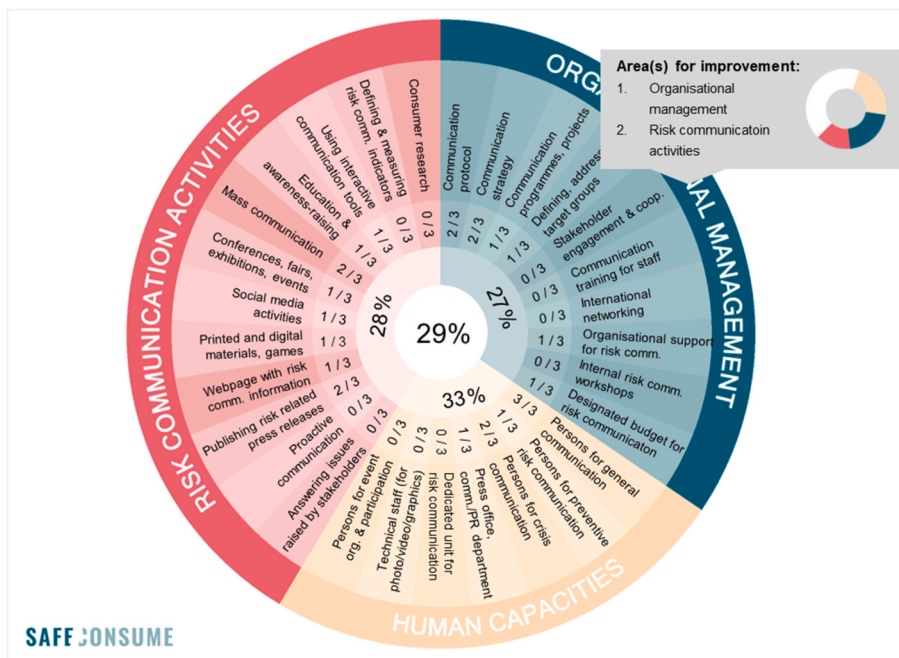 RISK COMMUNICATION ACTIVITIES
ORGA
NAL MANAGEMENT
HUMAN CAPACITIES
Area(s) for improvement:
1. Organisational
management
2. Risk communicatoin
activities
29%
27%
Communication
protocol
2 / 3
Communication
strategy
2 / 3
Communication
programmes, projects
1 / 3
Defining, address
target groups
1 / 3
Stakeholder
engagement & coop.
0 / 3
Communication
training for staff
0 / 3
International
networking
0 / 3
Organisational support
for risk comm.
1 / 3
Internal risk comm.
workshops
0 / 3
Designated budget for
risk communicaton
1 / 3
33%
Persons for general
communication
3 / 3
Persons for preventive
risk communication
1 / 3
Persons for crisis
communication
2 / 3
Press office,
comm./PR department
1 / 3
Dedicated unit for
risk communication
0 / 3
Technical staff (for
photo/video/graphics)
0 / 3
Persons for event
org. & participation
0 / 3
28%
Answering issues
raised by stakeholders
0 / 3
Proactive
communication
0 / 3
Publishing risk related
press releases
2 / 3
Webpage with risk
comm. information
1 / 3
Printed and digital
materials, games
1 / 3
Social media
activities
1 / 3
Conferences, fairs,
exhibitions, events
1 / 3
Mass communication
2 / 3
Education &
awareness-raising
1 / 3
Using interactive
communication tools
1 / 3
Defining & measuring
risk comm. indicators
0 / 3
Consumer research
0 / 3
SAFE CONSUME